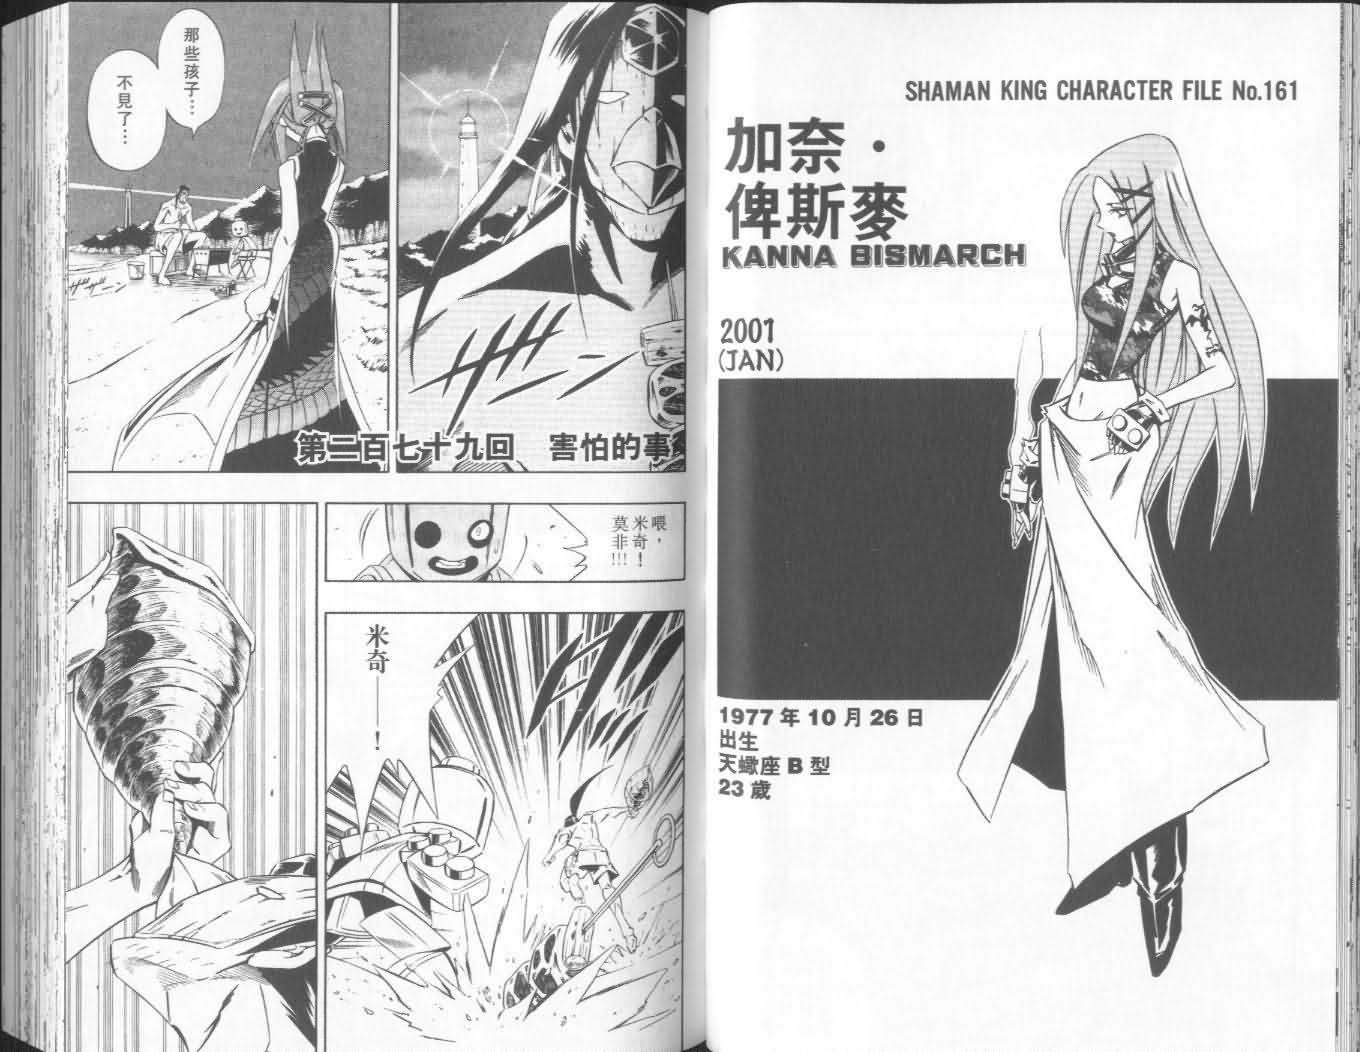 SHAMAN KING CHARACTER FILE No.161
加奈・
俾斯麥
KANNA BISMARCH
2001
(JAN)
1977年10月26日
出生
天蠍座B型
23歲
那些孩子…
不見了…
第二百七十九回 害怕的事
喂，
米奇！
莫非!!!
米奇——！